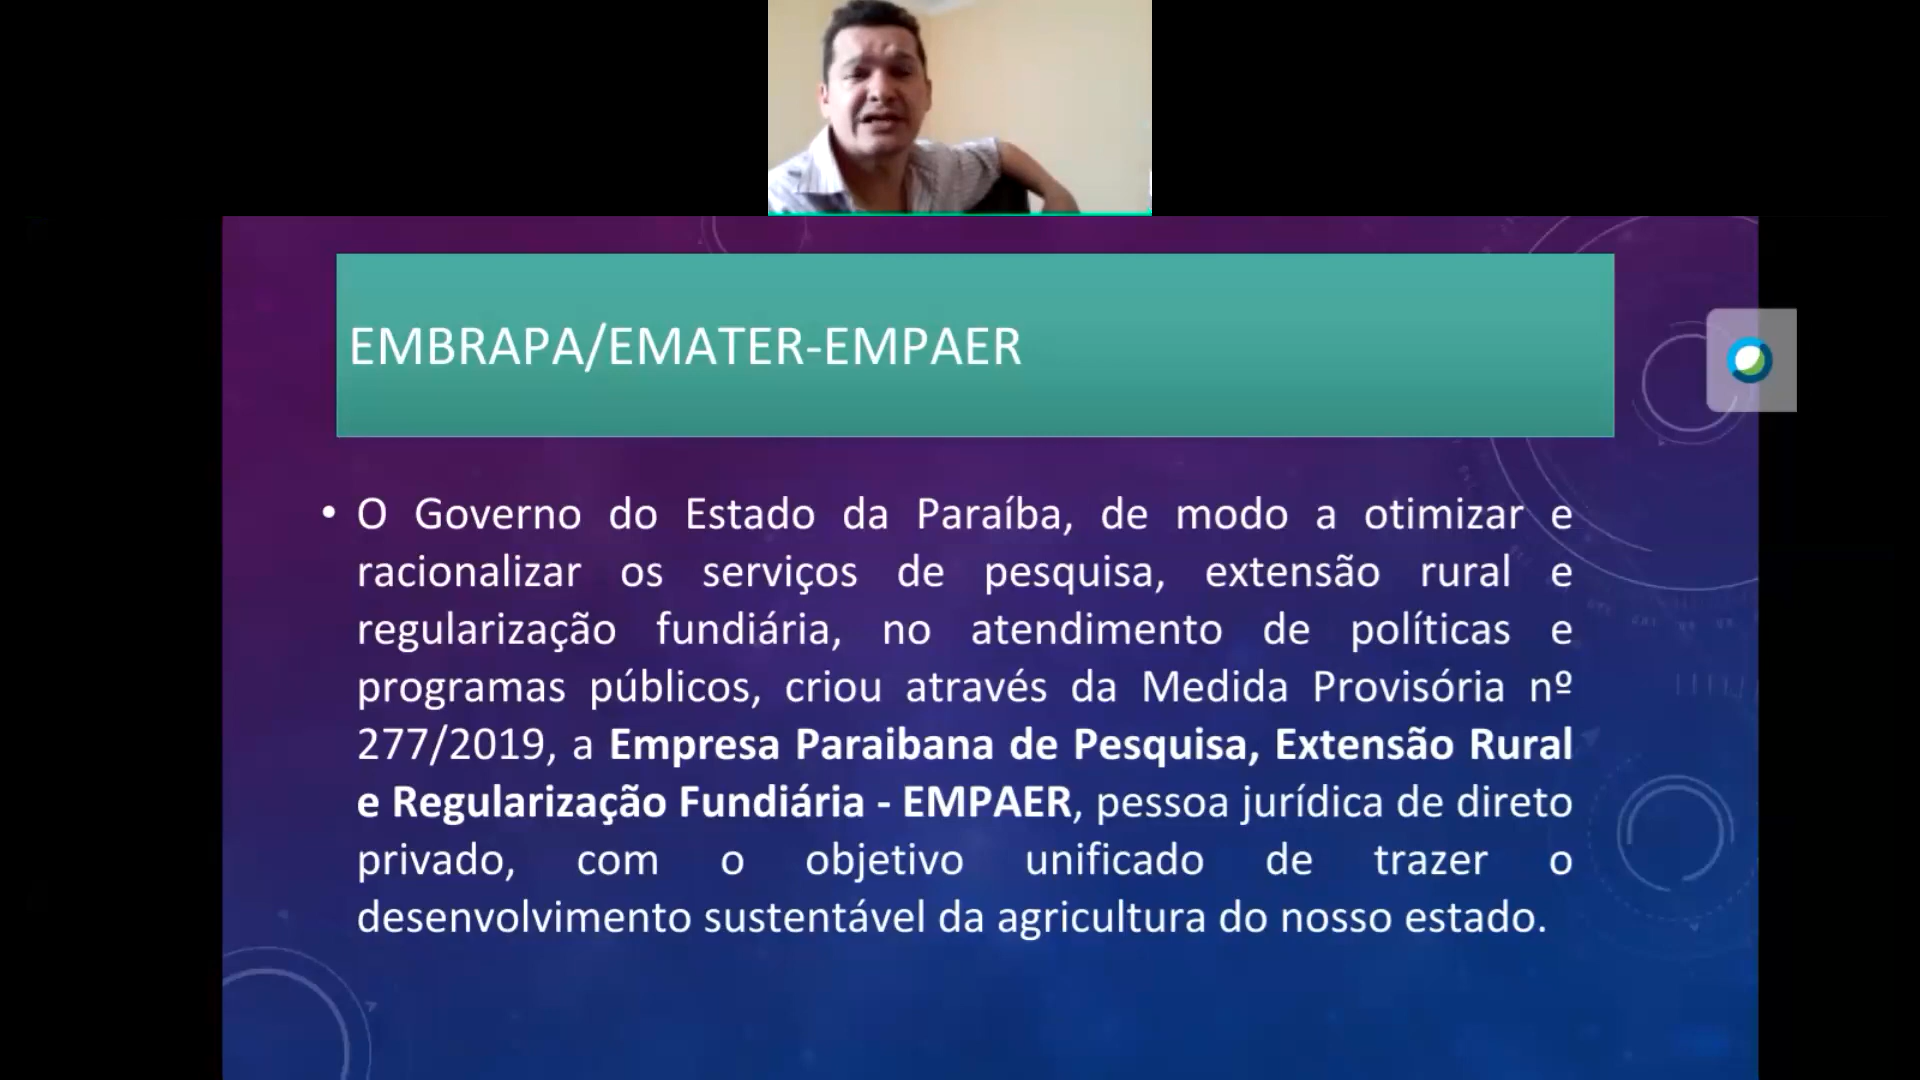 EMBRAPA/EMATER-EMPAER
• O Governo do Estado da Paraíba, de modo a otimizar e
racionalizar os serviços de pesquisa, extensão rural e
regularização fundiária, no atendimento de políticas e
programas públicos, criou através da Medida Provisória nº
277/2019, a Empresa Paraibana de Pesquisa, Extensão Rural
e Regularização Fundiária - EMPAER, pessoa jurídica de direto
privado, com o objetivo unificado de trazer o
desenvolvimento sustentável da agricultura do nosso estado.